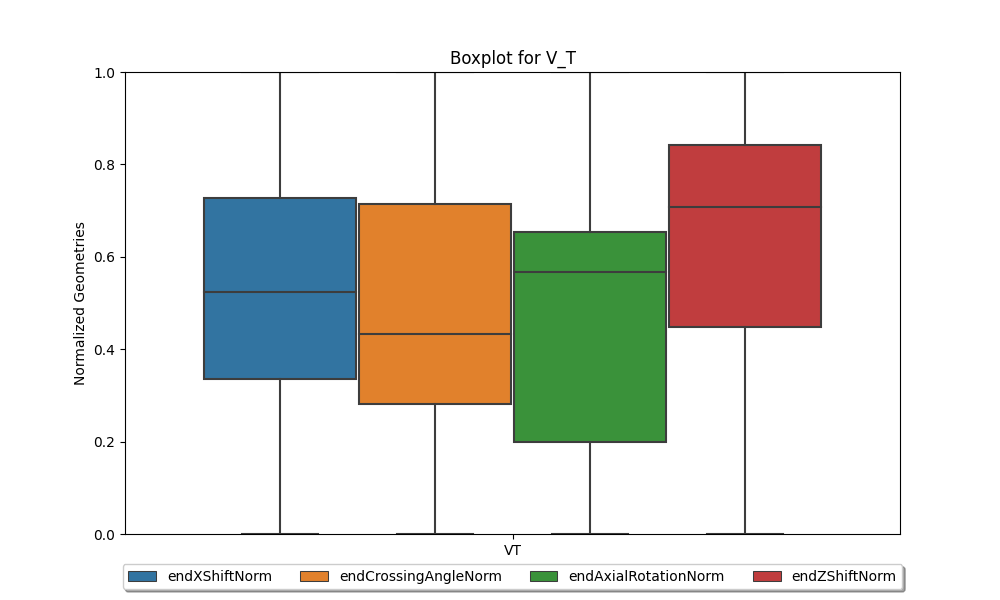 Boxplot for V_T
1.0
0.8
0.6
0.4
0.2
0.0
Normalized Geometries
VT
endXShiftNorm endCrossingAngleNorm endAxialRotationNorm endZShiftNorm